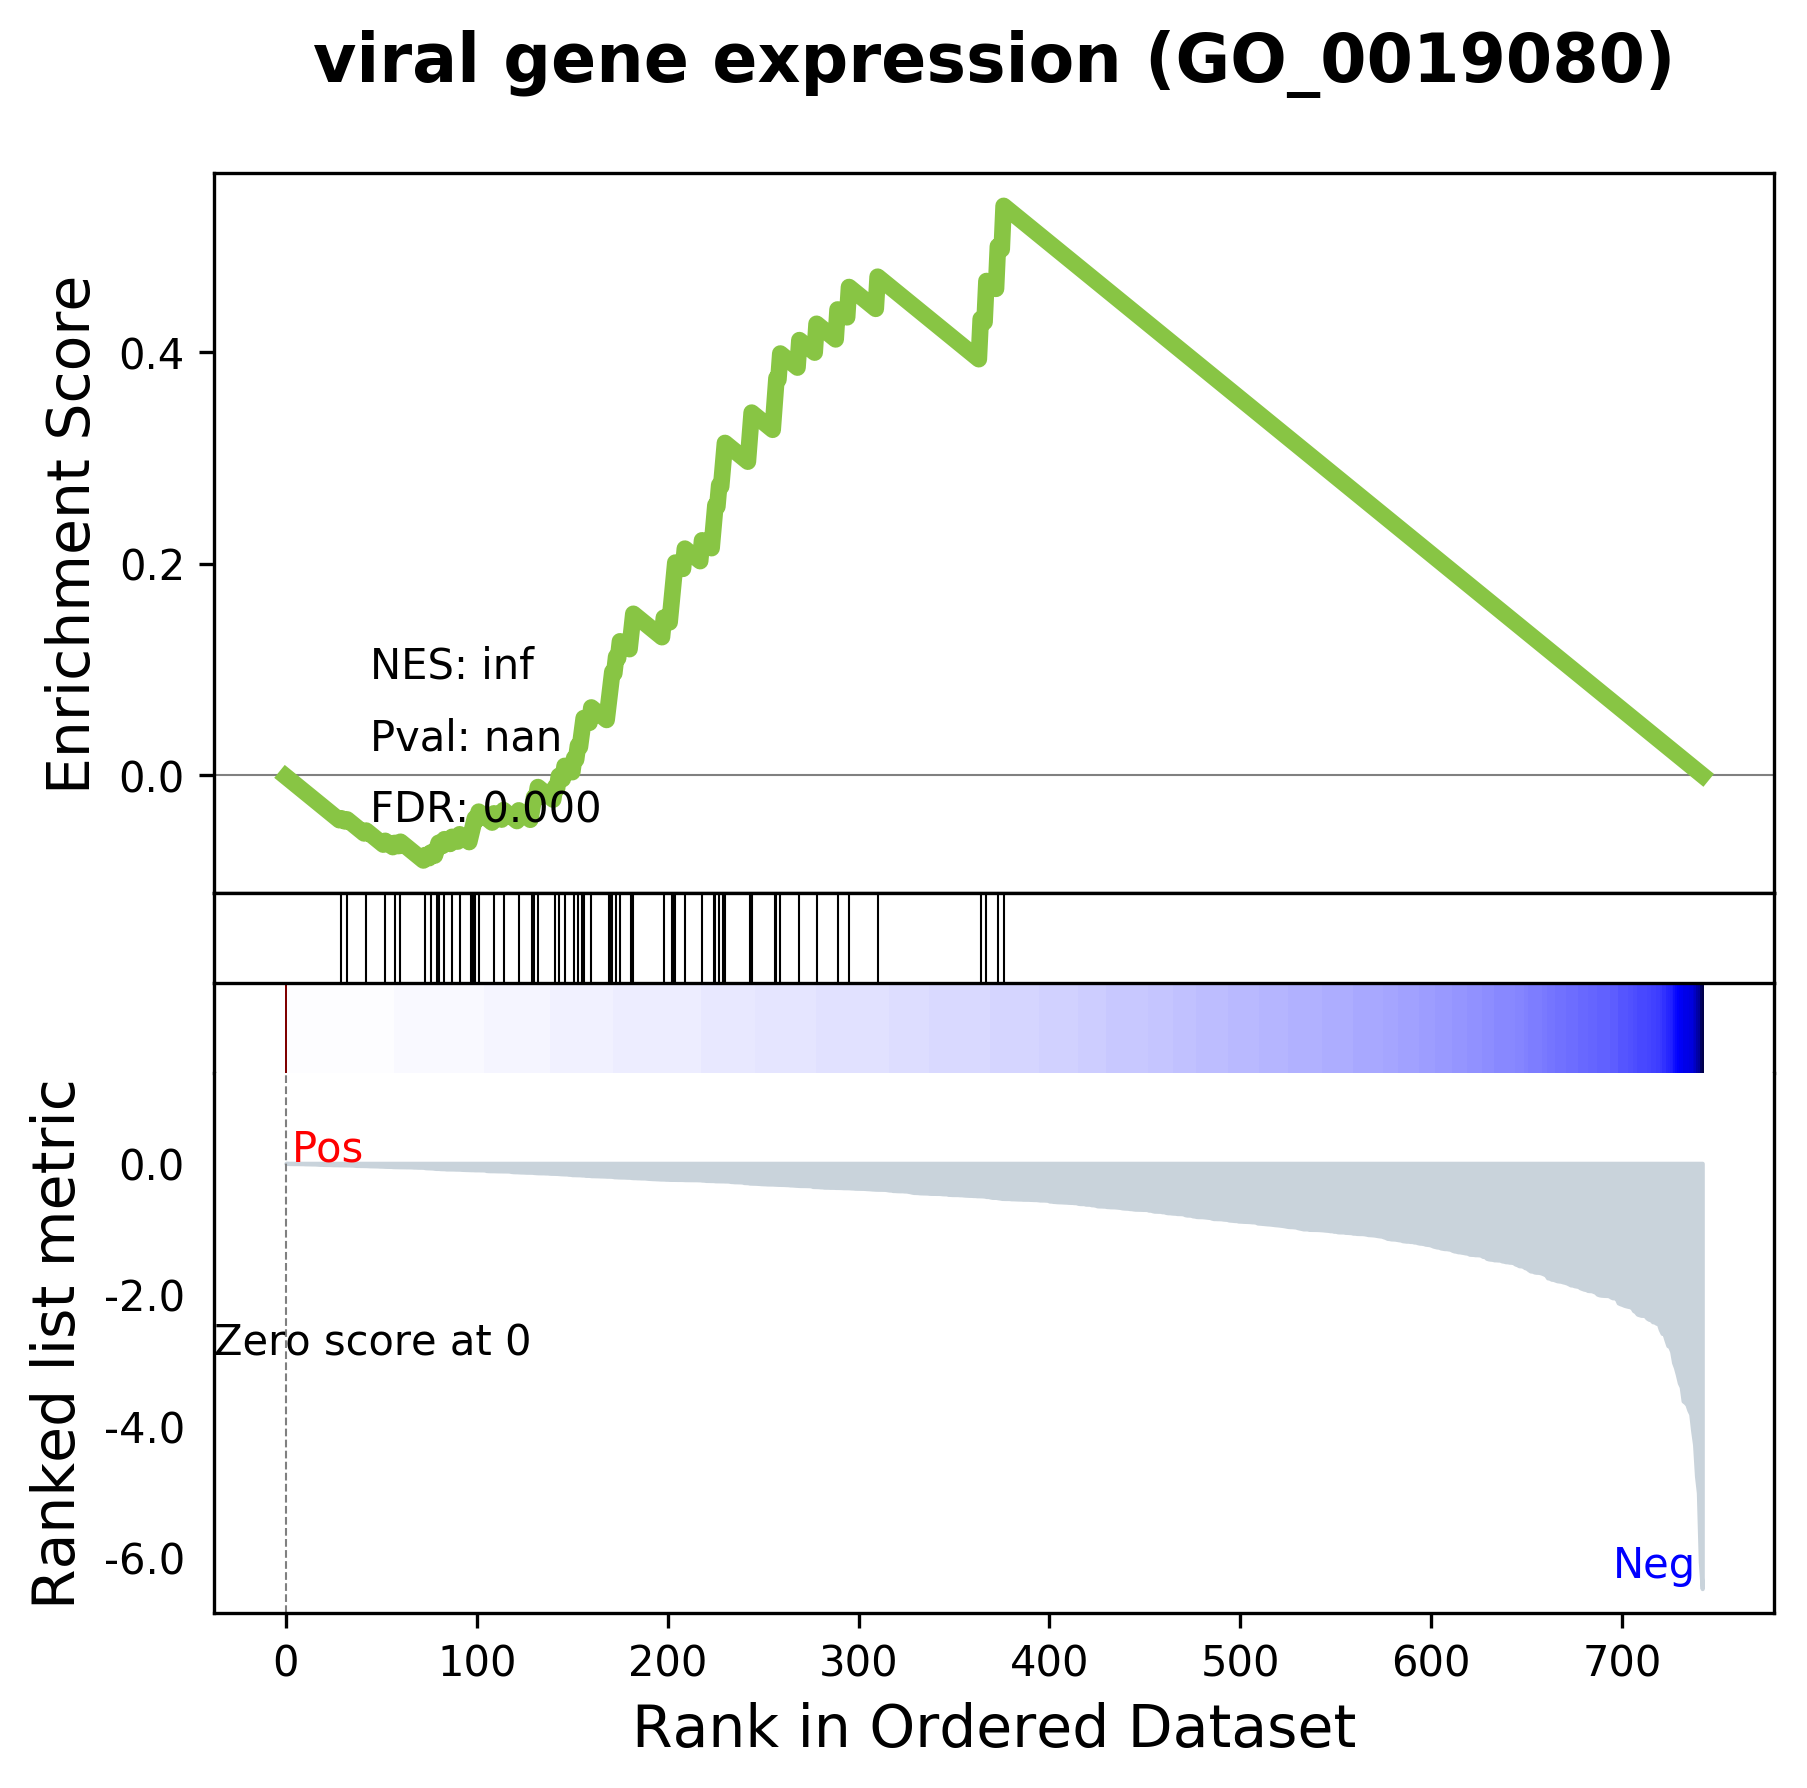 viral gene expression (GO_0019080)
Enrichment Score
0.4
0.2
0.0
NES: inf
Pval: nan
FDR: 0.000
Ranked list metric
0.0
-2.0
-4.0
-6.0
Pos
Zero score at 0
Neg
0 100 200 300 400 500 600 700
Rank in Ordered Dataset